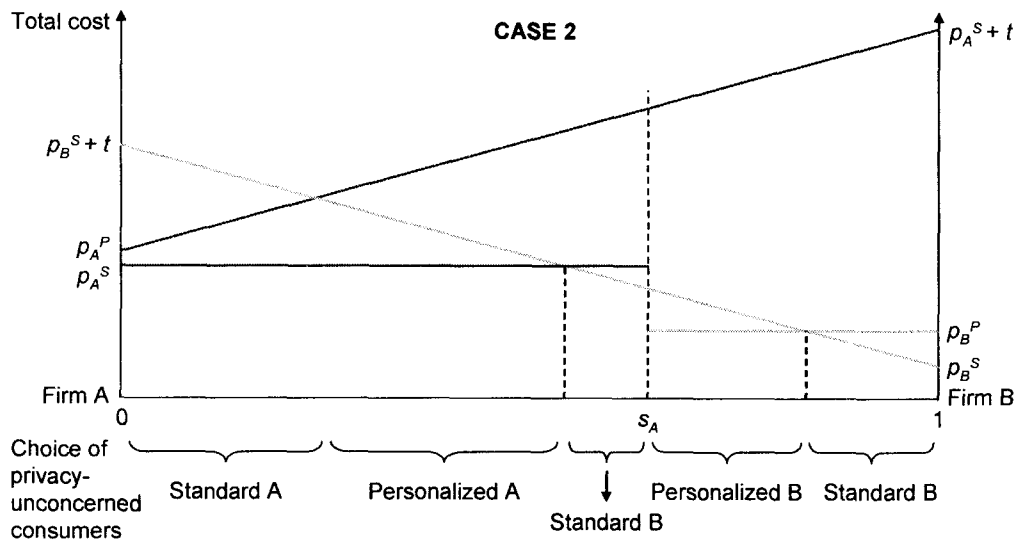 Total cost
CASE 2
p_A^S + t
p_B^S + t
p_A^P
p_A^S
p_B^P
p_B^S
Firm A
Firm B
0
s_A
1
Choice of
privacy-
unconcerned
consumers
Standard A
Personalized A
Standard B
Personalized B
Standard B